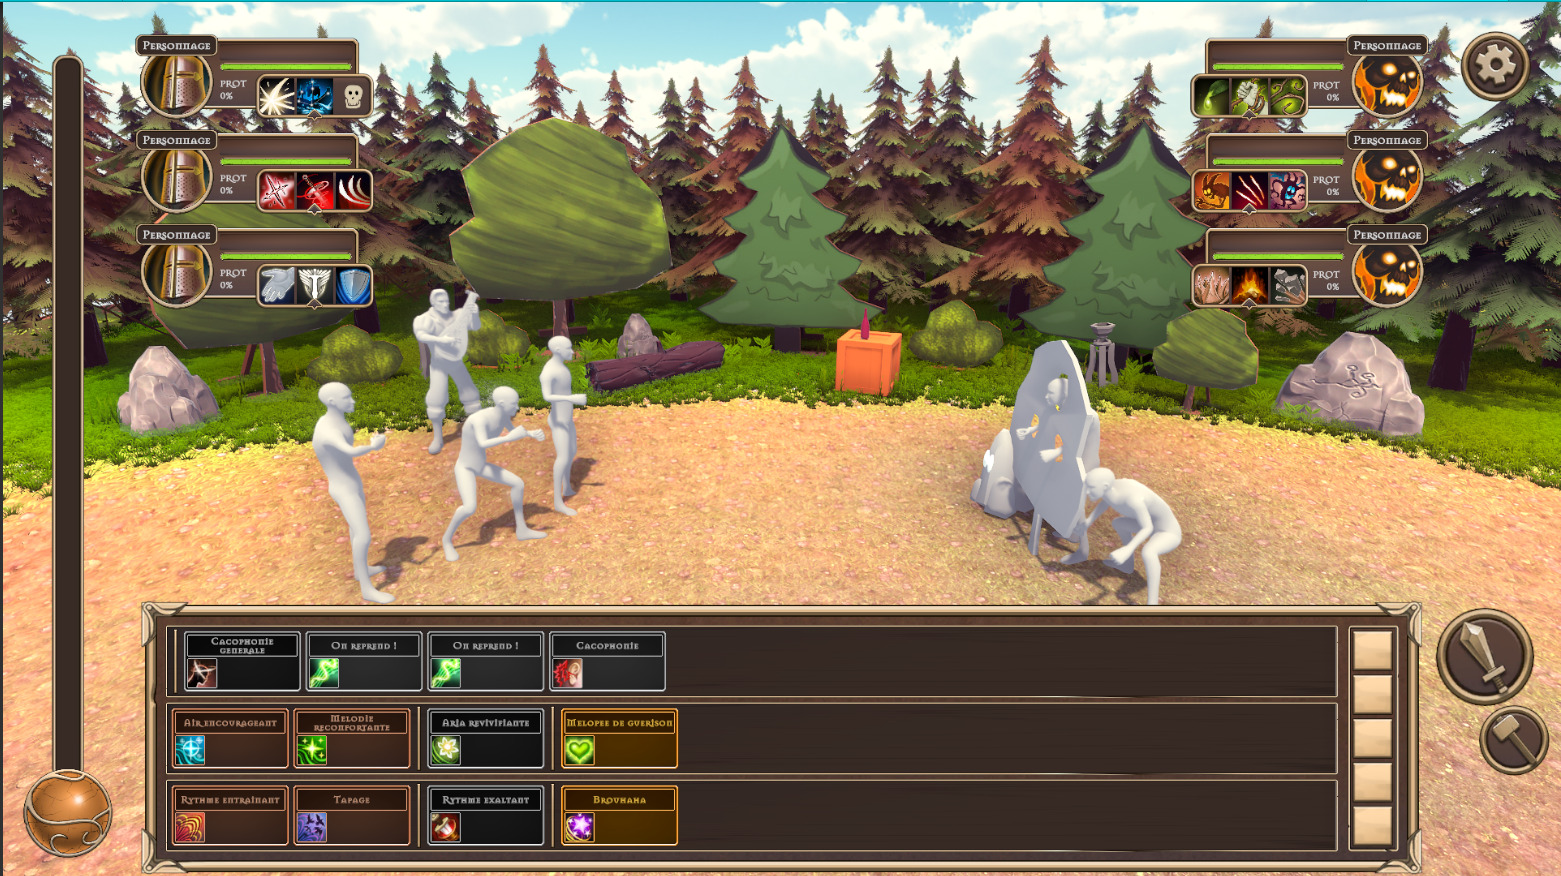 Personnage
PROT
0%
Personnage
PROT
0%
Personnage
PROT
0%
Personnage
PROT
0%
Personnage
PROT
0%
Personnage
PROT
0%
Cacophonie
generale
On reprend !
On reprend !
Cacophonie
Air encourageant
Melodie
reconfortante
Aria revivifiante
Melopee de guerison
Rythme entraînant
Tapage
Rythme exaltant
Brouhaha